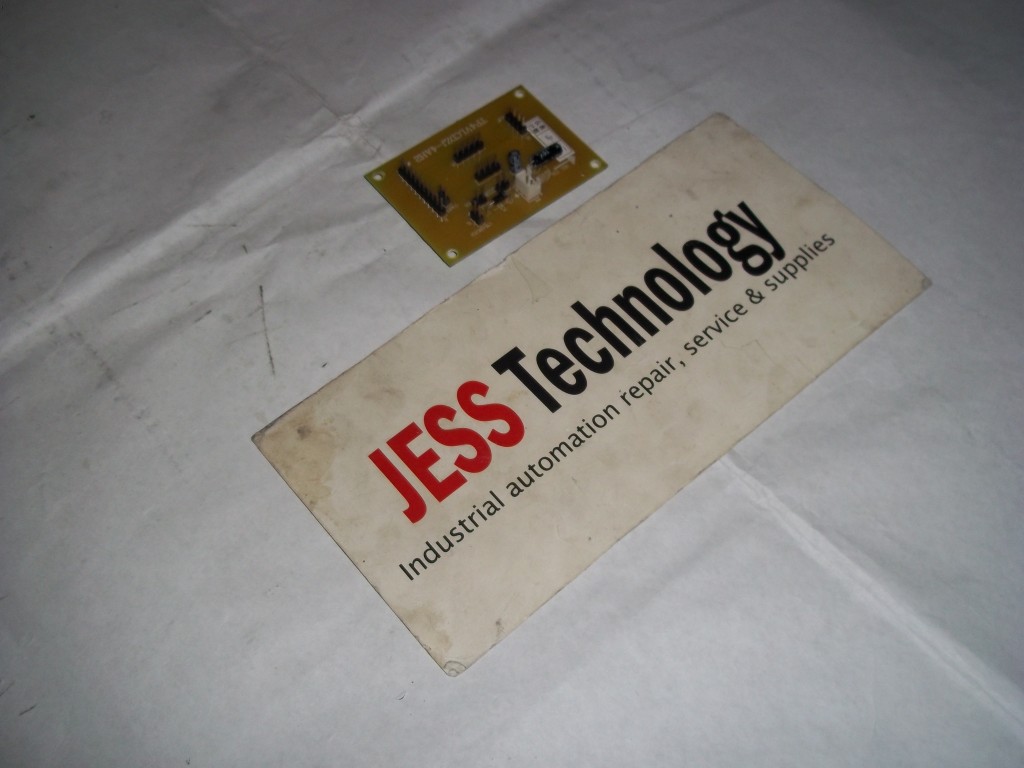 JESS Technology
Industrial automation repair, service & supplies